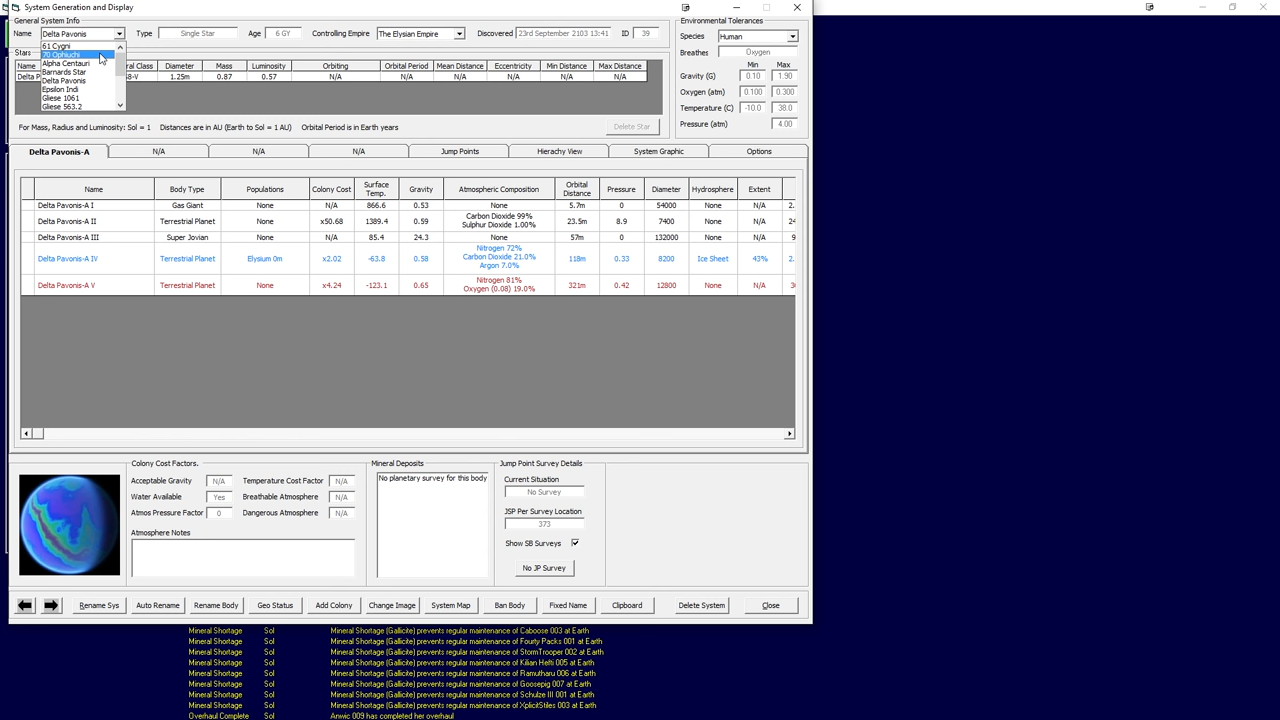 System Generation and Display
General System Info
Name Delta Pavonis Type Single Star Age 6 GY Controlling Empire The Elysian Empire Discovered 23rd September 2103 13:41 ID 39
61 Cygni
70 Ophiuchi
Alpha Centauri
Barnards Star
Delta Pavonis
Epsilon Indi
Gliese 1061
Gliese 563.2
Stars
Name al Class Diameter Mass Luminosity Orbiting Orbital Period Mean Distance Eccentricity Min Distance Max Distance
Delta P 8-V 1.25m 0.87 0.57 N/A N/A N/A N/A N/A N/A
For Mass, Radius and Luminosity: Sol = 1 Distances are in AU (Earth to Sol = 1 AU) Orbital Period is in Earth years Delete Star
Environmental Tolerances
Species Human
Breathes Oxygen
Min Max
Gravity (G) 0.10 1.90
Oxygen (atm) 0.100 0.300
Temperature (C) -10.0 38.0
Pressure (atm) 4.00
Delta Pavonis-A N/A N/A N/A Jump Points Hierachy View System Graphic Options
Name Body Type Populations Colony Cost Surface Temp. Gravity Atmospheric Composition Orbital Distance Pressure Diameter Hydrosphere Extent
Delta Pavonis-A I Gas Giant None N/A 866.6 0.53 None 5.7m 0 54000 None N/A 2.
Delta Pavonis-A II Terrestrial Planet None x50.68 1389.4 0.59 Carbon Dioxide 99% Sulphur Dioxide 1.00% 23.5m 8.9 7400 None N/A 24
Delta Pavonis-A III Super Jovian None N/A 85.4 24.3 None 57m 0 132000 None N/A 9
Delta Pavonis-A IV Terrestrial Planet Elysium 0m x2.02 -63.8 0.58 Nitrogen 72% Carbon Dioxide 21.0% Argon 7.0% 118m 0.33 8200 Ice Sheet 43% 2.
Delta Pavonis-A V Terrestrial Planet None x4.24 -123.1 0.65 Nitrogen 81% Oxygen (0.08) 19.0% 321m 0.42 12800 None N/A
Colony Cost Factors.
Acceptable Gravity N/A Temperature Cost Factor N/A
Water Available Yes Breathable Atmosphere N/A
Atmos Pressure Factor 0 Dangerous Atmosphere N/A
Atmosphere Notes
Mineral Deposits
No planetary survey for this body
Jump Point Survey Details
Current Situation
No Survey
JSP Per Survey Location
373
Show SB Surveys
No JP Survey
Rename Sys Auto Rename Rename Body Geo Status Add Colony Change Image System Map Ban Body Fixed Name Clipboard Delete System Close
Mineral Shortage Sol Mineral Shortage (Gallicite) prevents regular maintenance of Caboose 003 at Earth
Mineral Shortage Sol Mineral Shortage (Gallicite) prevents regular maintenance of Fourty Packs 001 at Earth
Mineral Shortage Sol Mineral Shortage (Gallicite) prevents regular maintenance of StormTrooper 002 at Earth
Mineral Shortage Sol Mineral Shortage (Gallicite) prevents regular maintenance of Kilian Hefti 005 at Earth
Mineral Shortage Sol Mineral Shortage (Gallicite) prevents regular maintenance of Ramutharu 006 at Earth
Mineral Shortage Sol Mineral Shortage (Gallicite) prevents regular maintenance of Goosepig 007 at Earth
Mineral Shortage Sol Mineral Shortage (Gallicite) prevents regular maintenance of Schulze III 001 at Earth
Mineral Shortage Sol Mineral Shortage (Gallicite) prevents regular maintenance of XplicitStiles 003 at Earth
Overhaul Complete Sol Anwic 009 has completed her overhaul